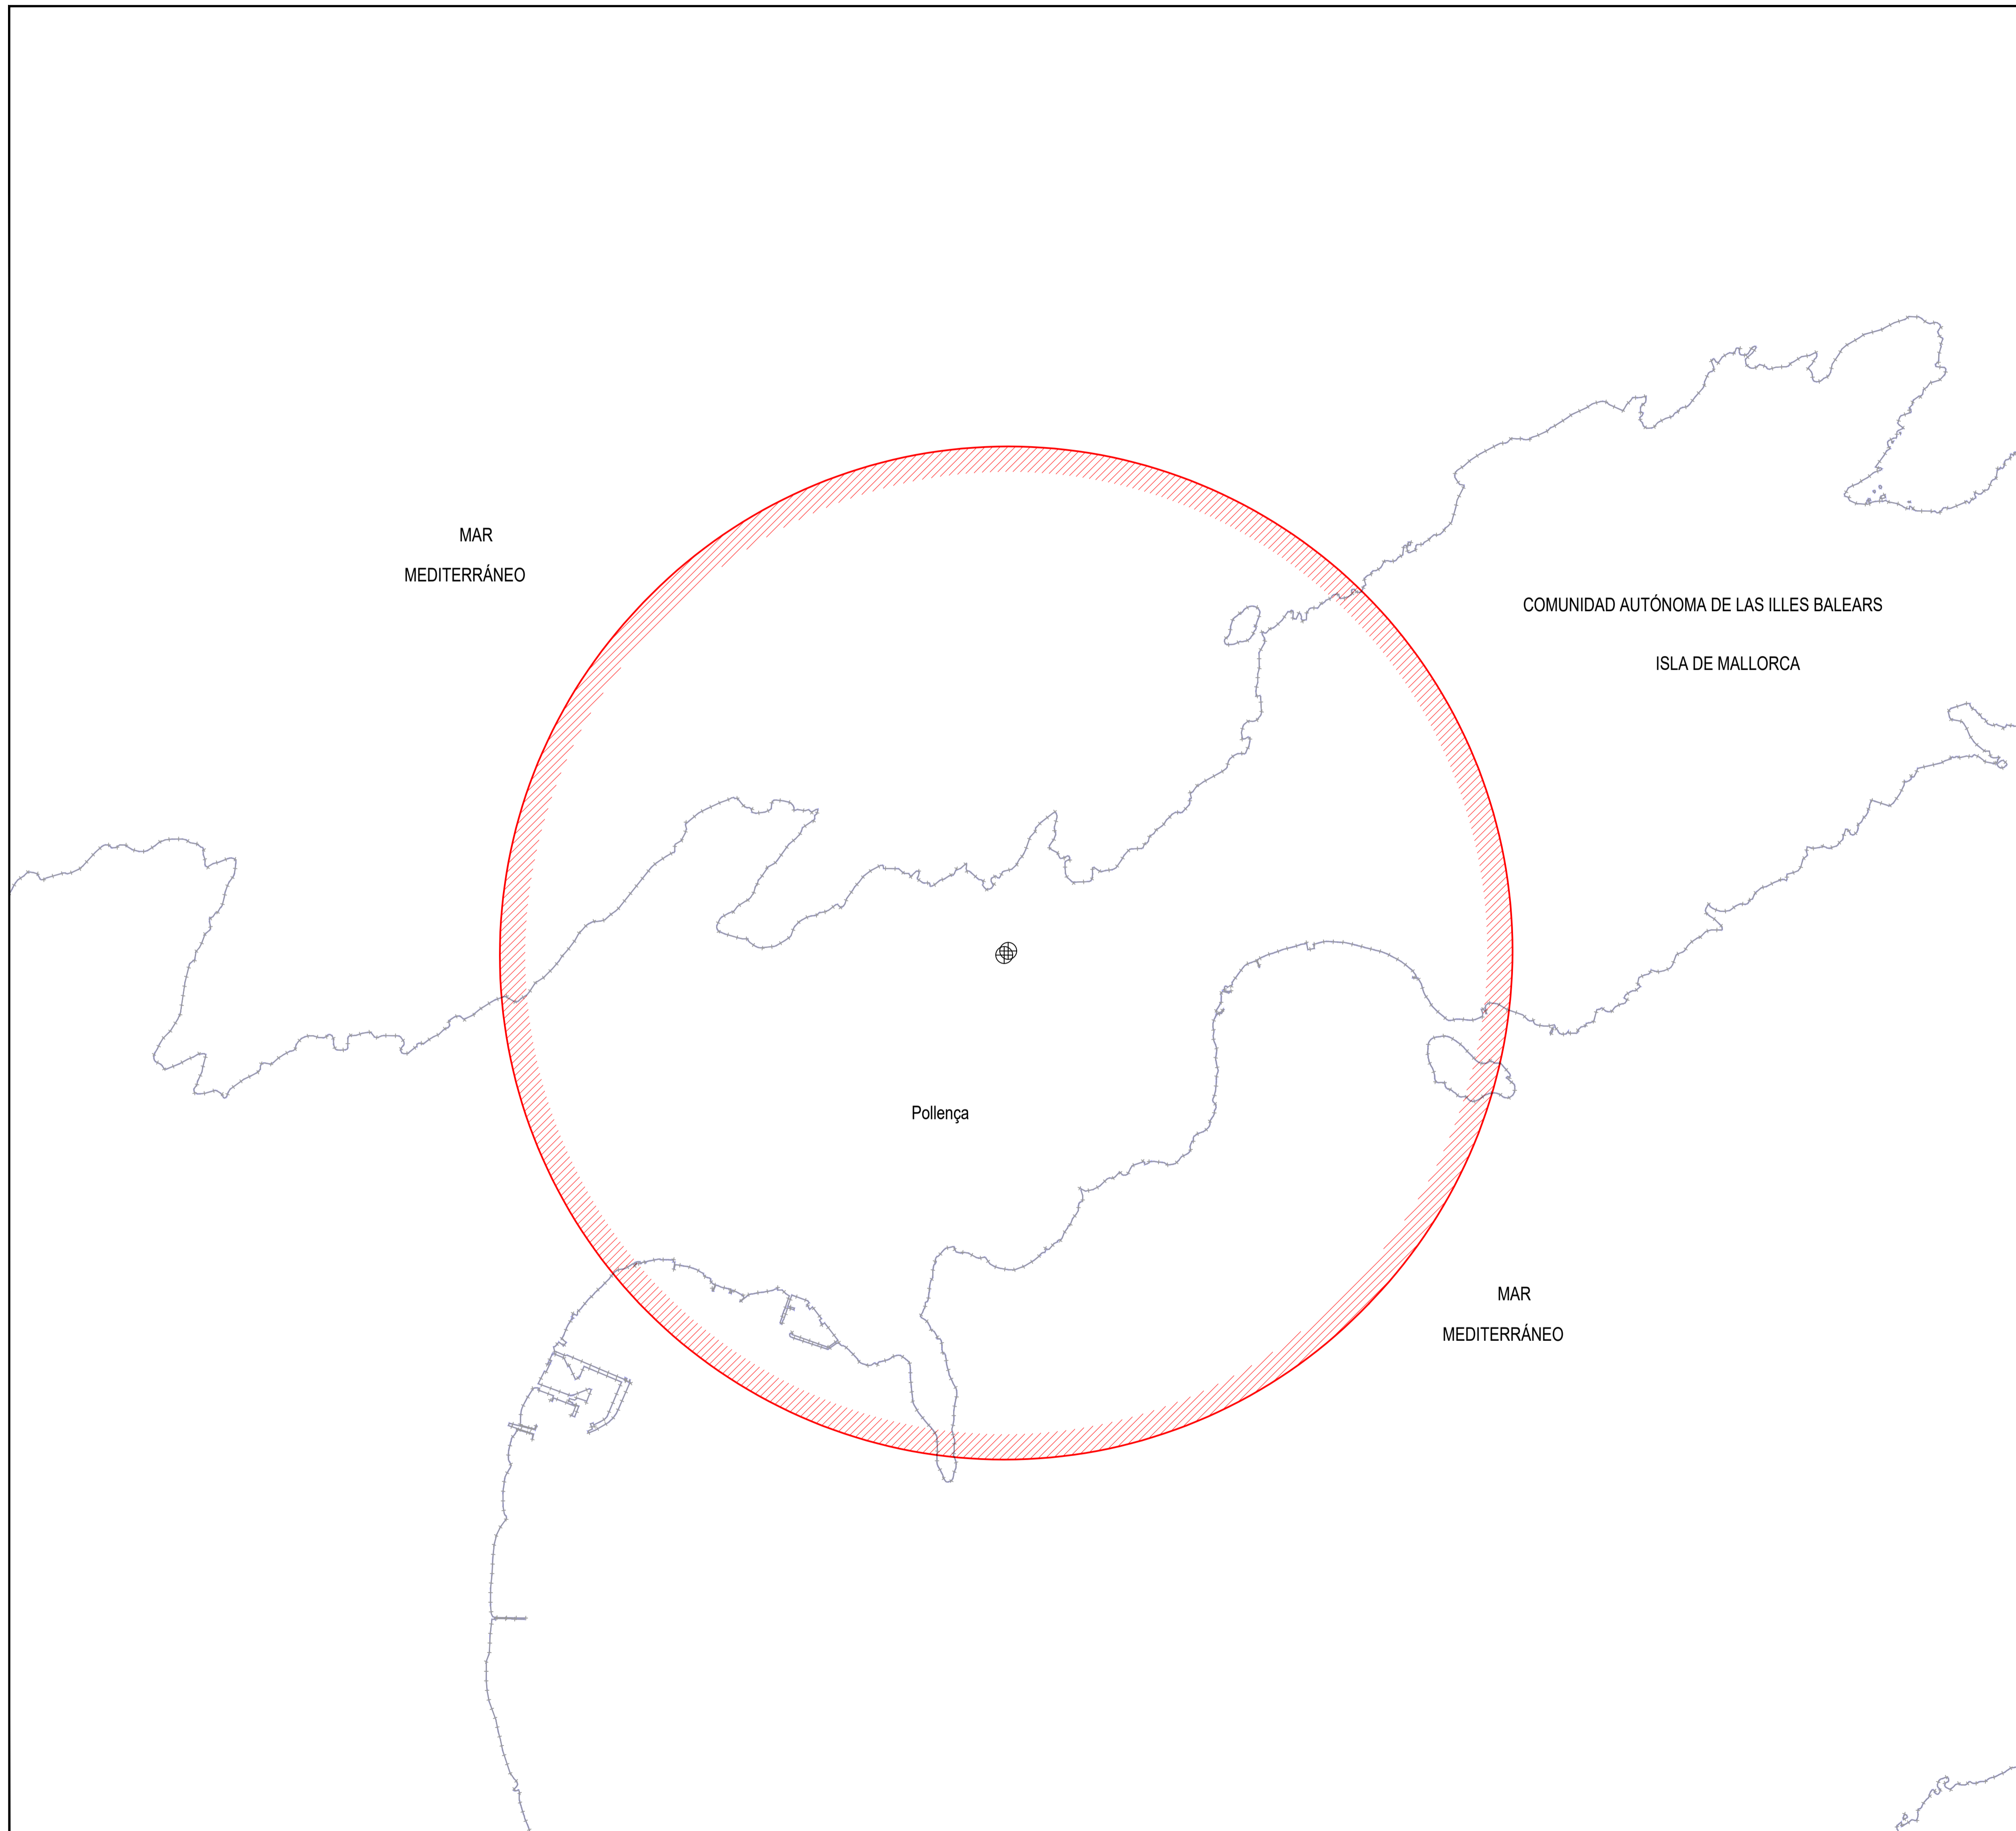 MAR
MEDITERRÁNEO
COMUNIDAD AUTÓNOMA DE LAS ILLES BALEARS
ISLA DE MALLORCA
Pollença
MAR
MEDITERRÁNEO